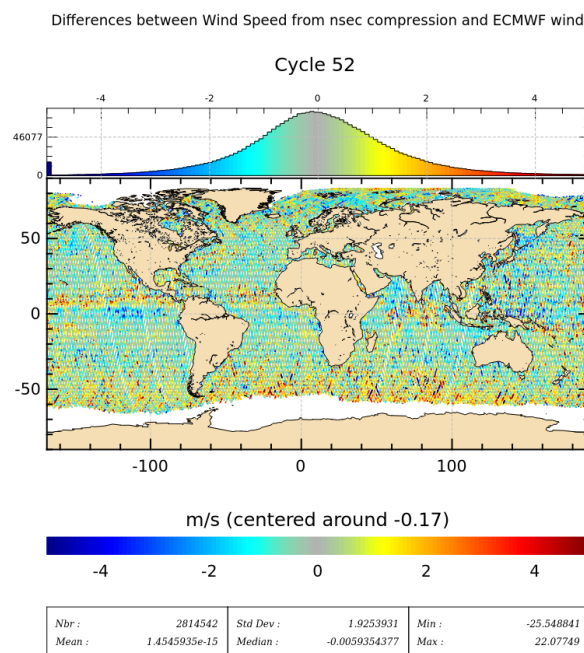 Differences between Wind Speed from nsec compression and ECMWF wind
Cycle 52
-4 -2 0 2 4
46077
0
50
0
-50
-100 0 100
m/s (centered around -0.17)
-4 -2 0 2 4
Nbr : 2814542 Std Dev : 1.9253931 Min : -25.548841
Mean : 1.4545935e-15 Median : -0.0059354377 Max : 22.07749